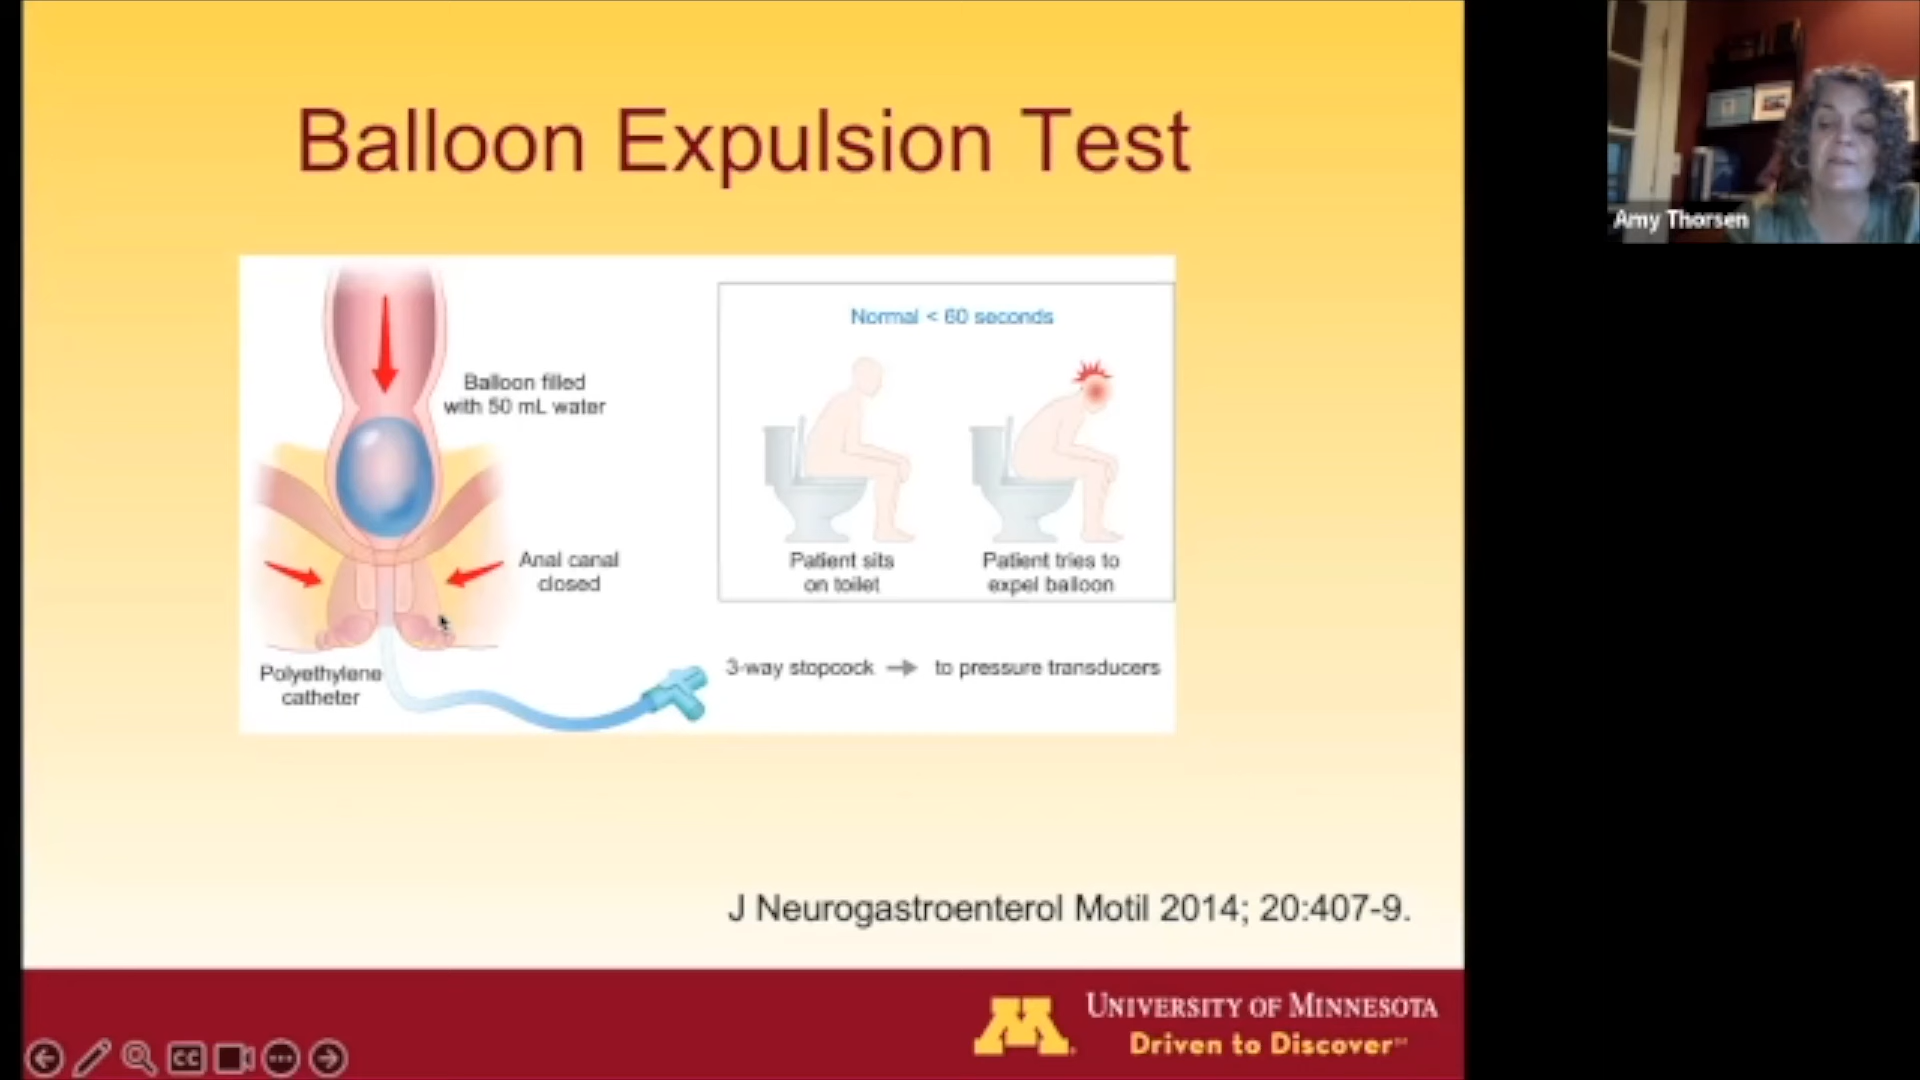 Balloon Expulsion Test
Amy Thorsen
Balloon filled
with 50 mL water
Anal canal
closed
Polyethylene
catheter
Normal < 60 seconds
Patient sits
on toilet
Patient tries to
expel balloon
3-way stopcock → to pressure transducers
J Neurogastroenterol Motil 2014; 20:407-9.
CC
M
UNIVERSITY OF MINNESOTA
Driven to Discover℠